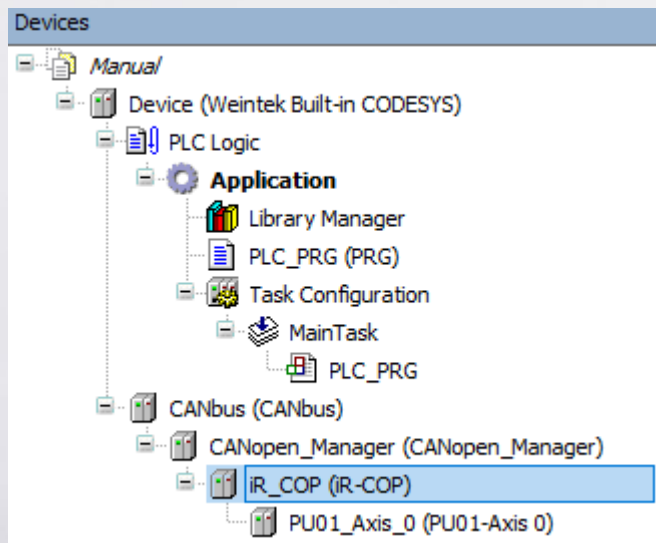 Devices
Manual
Device (Weintek Built-in CODESYS)
PLC Logic
Application
Library Manager
PLC_PRG (PRG)
Task Configuration
MainTask
PLC_PRG
CANbus (CANbus)
CANopen_Manager (CANopen_Manager)
iR_COP (iR-COP)
PU01_Axis_0 (PU01-Axis 0)